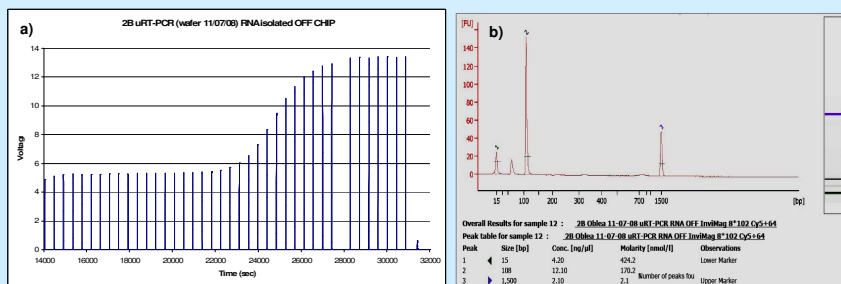 a)
2B uRT-PCR (wafer 11/07/08) RNAisolated OFF CHIP
14
12
10
8
6
4
2
0
Voltage
14000 16000 18000 20000 22000 24000 26000 28000 30000 32000
Time (sec)
b)
[FU]
140
120
100
80
60
40
20
0
1
2
3
15 100 200 300 400 700 1500 [bp]
Overall Results for sample 12 : 2B Oblea 11-07-08 uRT-PCR RNA OFF InviMag 8*102 Cy5+64
Peak table for sample 12 : 2B Oblea 11-07-08 uRT-PCR RNA OFF InviMag 8*102 Cy5+64
Peak Size [bp] Conc. [ng/µl] Molarity [nmol/l] Observations
1 15 4.20 424.2 Lower Marker
2 108 12.10 170.2
Number of peaks fou
3 1,500 2.10 2.1 Upper Marker